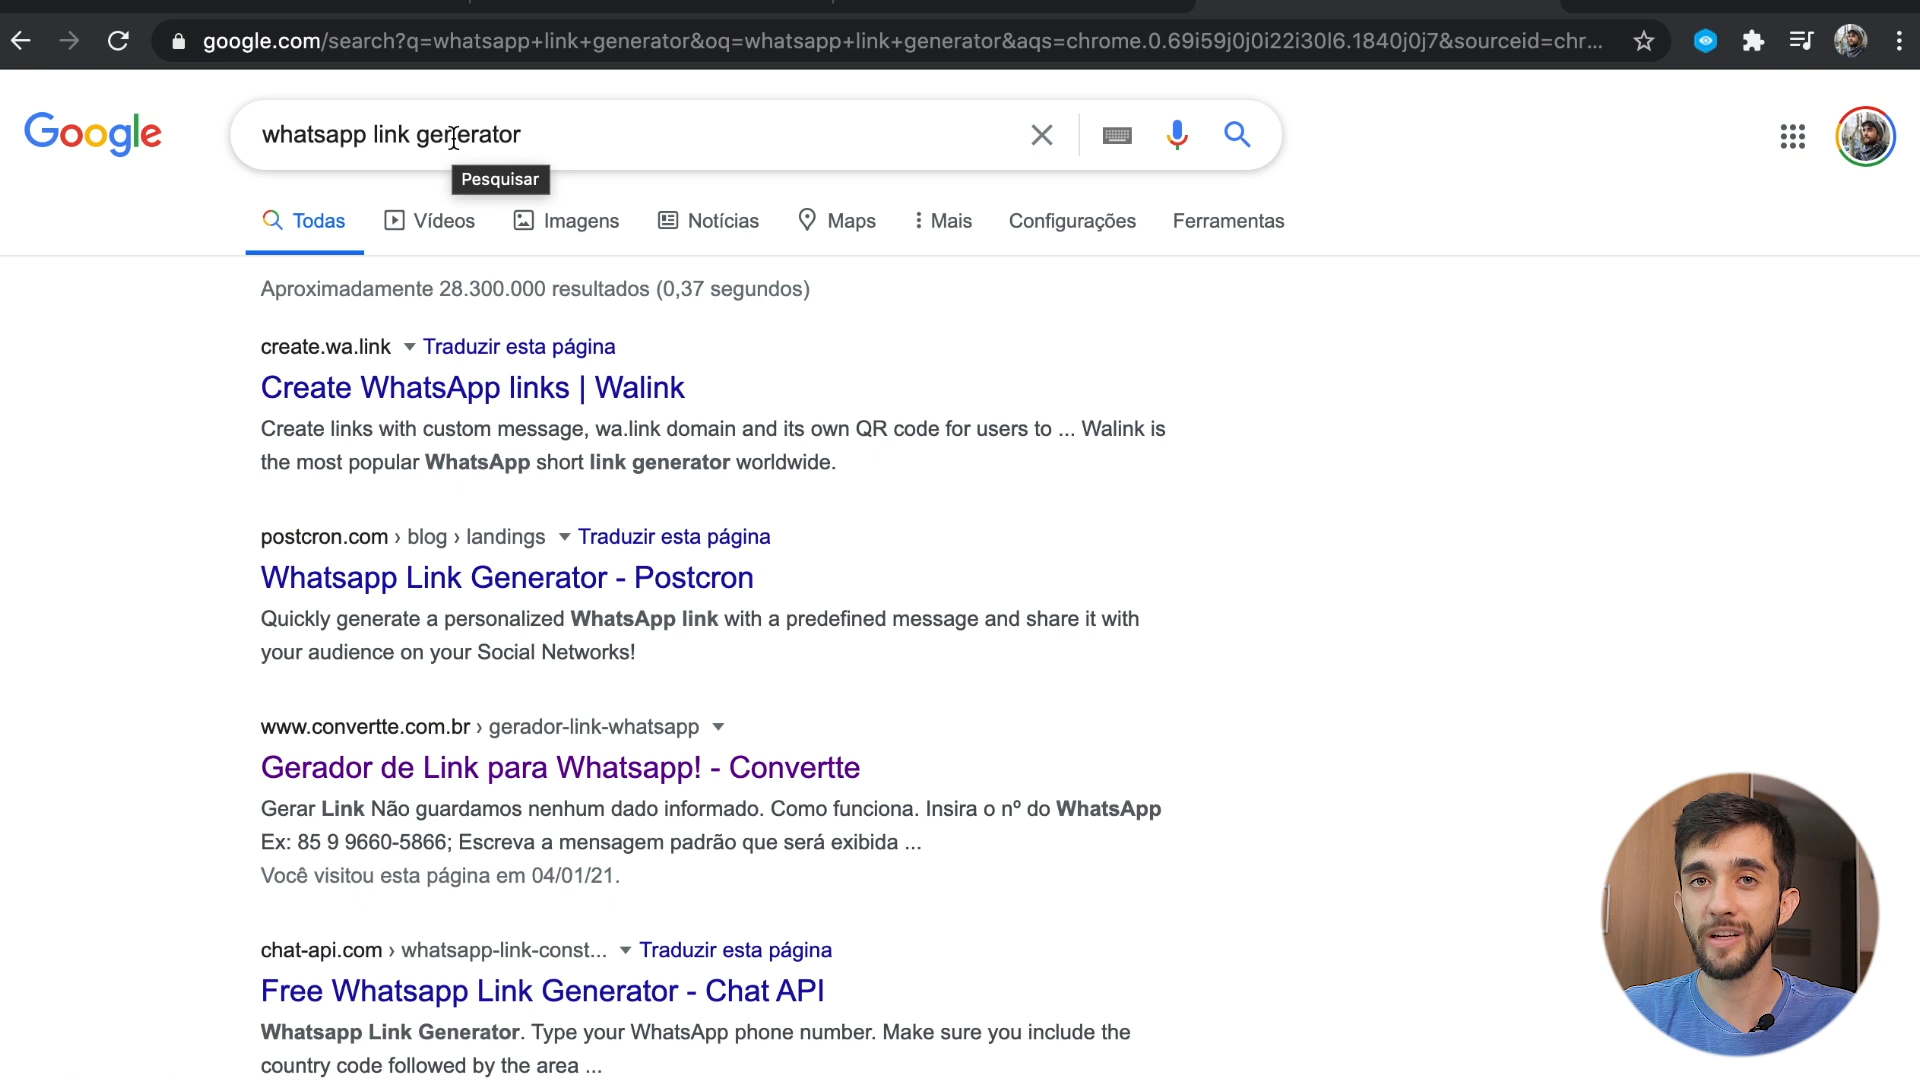 google.com/search?q=whatsapp+link+generator&oq=whatsapp+link+generator&aqs=chrome.0.69i59j0j0i22i30l6.1840j0j7&sourceid=chr...
Google
whatsapp link generator
Pesquisar
Todas Vídeos Imagens Notícias Maps Mais Configurações Ferramentas
Aproximadamente 28.300.000 resultados (0,37 segundos)
create.wa.link Traduzir esta página
Create WhatsApp links | Walink
Create links with custom message, wa.link domain and its own QR code for users to ... Walink is
the most popular WhatsApp short link generator worldwide.
postcron.com › blog › landings Traduzir esta página
Whatsapp Link Generator - Postcron
Quickly generate a personalized WhatsApp link with a predefined message and share it with
your audience on your Social Networks!
www.convertte.com.br › gerador-link-whatsapp
Gerador de Link para Whatsapp! - Convertte
Gerar Link Não guardamos nenhum dado informado. Como funciona. Insira o nº do WhatsApp
Ex: 85 9 9660-5866; Escreva a mensagem padrão que será exibida ...
Você visitou esta página em 04/01/21.
chat-api.com › whatsapp-link-const... Traduzir esta página
Free Whatsapp Link Generator - Chat API
Whatsapp Link Generator. Type your WhatsApp phone number. Make sure you include the
country code followed by the area ...